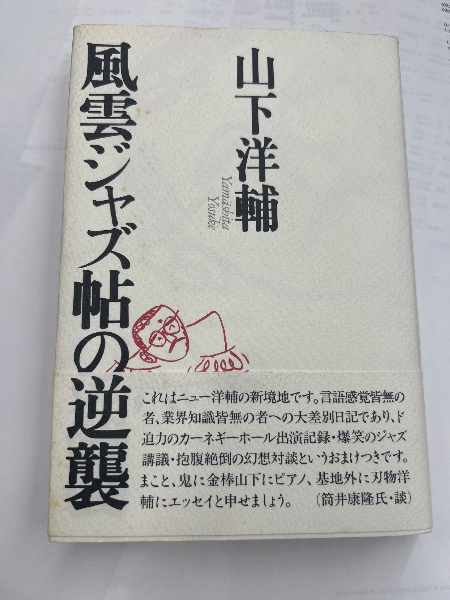 風雲ジャズ帖の逆襲
山下洋輔
Yamashita
Yosuke
これはニュー洋輔の新境地です。言語感覚皆無の
者、業界知識皆無の者への大差別日記であり、ド
迫力のカーネギーホール出演記録・爆笑のジャズ
講議・抱腹絶倒の幻想対談というおまけつきです。
まこと、鬼に金棒山下にピアノ、基地外に刃物洋
輔にエッセイと申せましょう。　（筒井康隆氏・談）